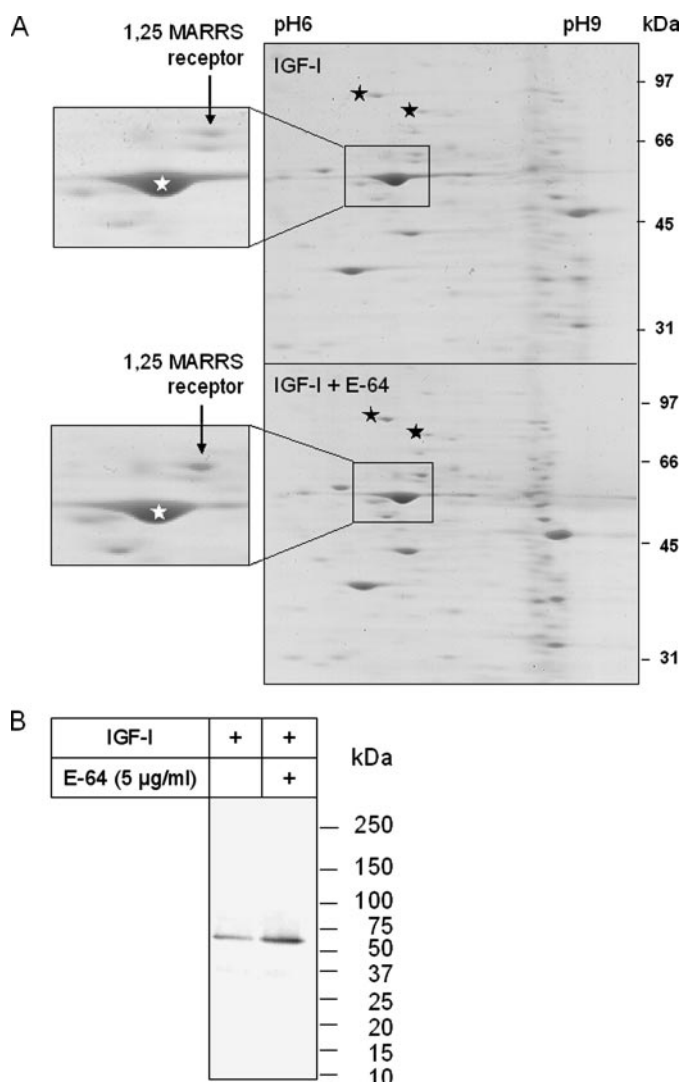 A
pH6 pH9 kDa
1,25 MARRS
receptor
IGF-I
97
66
45
31
1,25 MARRS
receptor
IGF-I + E-64
97
66
45
31
B
IGF-I + +
kDa
E-64 (5 µg/ml) +
250
150
100
75
50
37
25
20
15
10